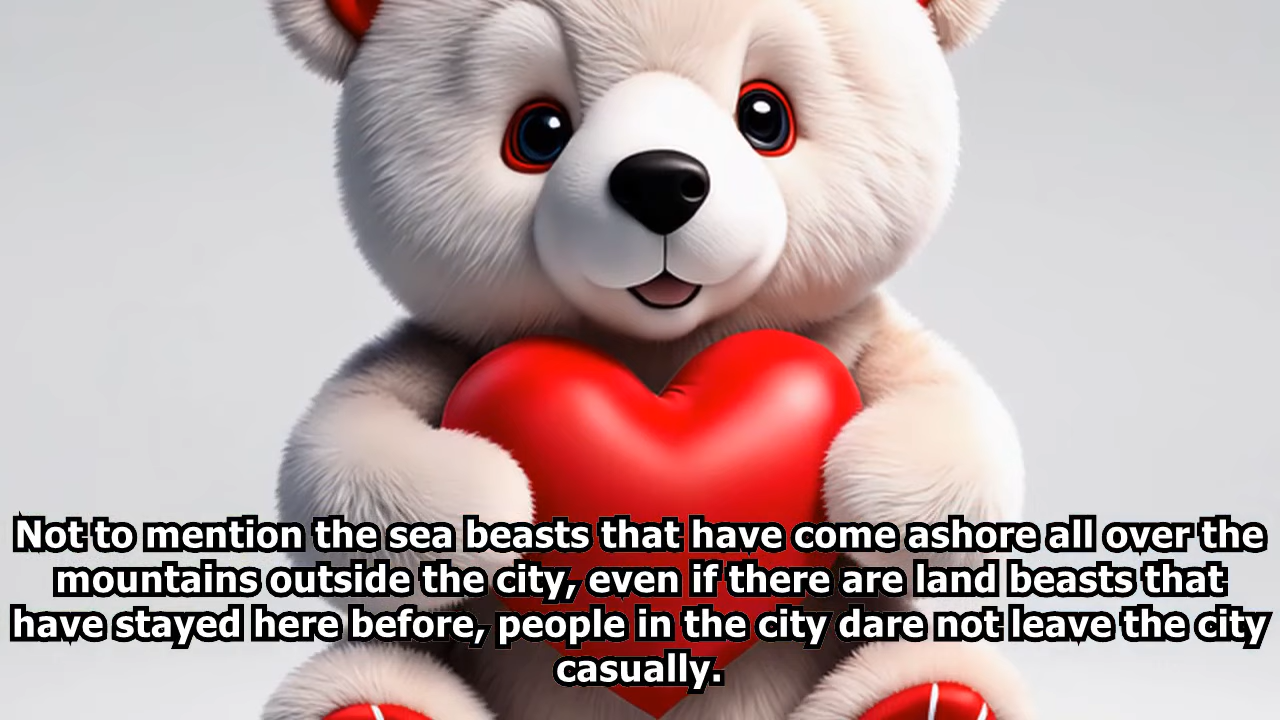 Not to mention the sea beasts that have come ashore all over the
mountains outside the city, even if there are land beasts that
have stayed here before, people in the city dare not leave the city
casually.